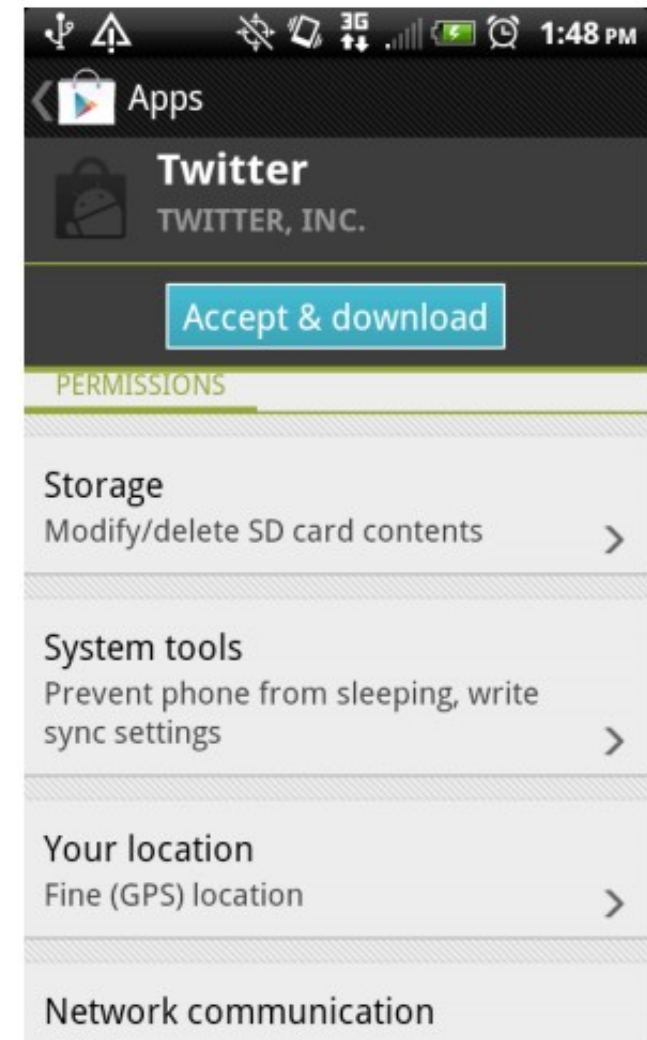 3G
1:48 PM
Apps
Twitter
TWITTER, INC.
Accept & download
PERMISSIONS
Storage
Modify/delete SD card contents
System tools
Prevent phone from sleeping, write
sync settings
Your location
Fine (GPS) location
Network communication